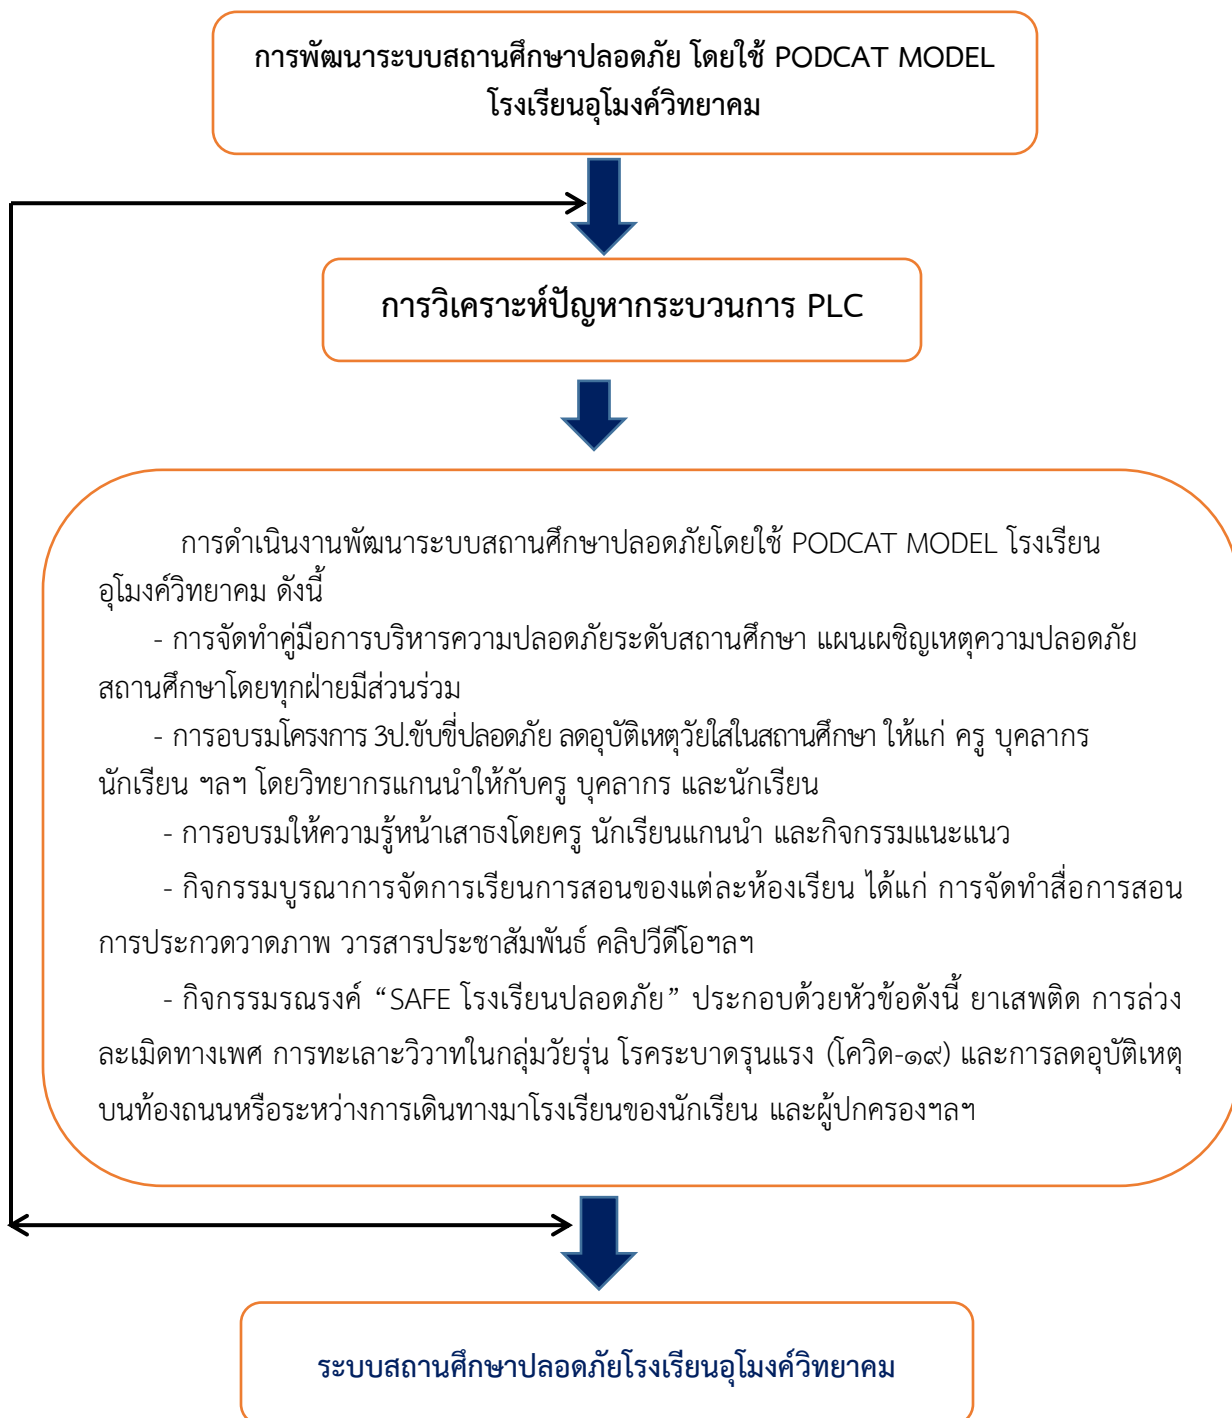 การพัฒนาระบบสถานศึกษาปลอดภัย โดยใช้ PODCAT MODEL
โรงเรียนอุโมงค์วิทยาคม
การวิเคราะห์ปัญหากระบวนการ PLC
การดำเนินงานพัฒนาระบบสถานศึกษาปลอดภัยโดยใช้ PODCAT MODEL โรงเรียน
อุโมงค์วิทยาคม ดังนี้
- การจัดทำคู่มือการบริหารความปลอดภัยระดับสถานศึกษา แผนเผชิญเหตุความปลอดภัย
สถานศึกษาโดยทุกฝ่ายมีส่วนร่วม
- การอบรมโครงการ 3ป.ขับขี่ปลอดภัย ลดอุบัติเหตุวัยใสในสถานศึกษา ให้แก่ ครู บุคลากร
นักเรียน ฯลฯ โดยวิทยากรแกนนำให้กับครู บุคลากร และนักเรียน
- การอบรมให้ความรู้หน้าเสาธงโดยครู นักเรียนแกนนำ และกิจกรรมแนะแนว
- กิจกรรมบูรณาการจัดการเรียนการสอนของแต่ละห้องเรียน ได้แก่ การจัดทำสื่อการสอน
การประกวดวาดภาพ วารสารประชาสัมพันธ์ คลิปวีดีโอฯลฯ
- กิจกรรมรณรงค์ “SAFE โรงเรียนปลอดภัย” ประกอบด้วยหัวข้อดังนี้ ยาเสพติด การล่วง
ละเมิดทางเพศ การทะเลาะวิวาทในกลุ่มวัยรุ่น โรคระบาดรุนแรง (โควิด-๑๙) และการลดอุบัติเหตุ
บนท้องถนนหรือระหว่างการเดินทางมาโรงเรียนของนักเรียน และผู้ปกครองฯลฯ
ระบบสถานศึกษาปลอดภัยโรงเรียนอุโมงค์วิทยาคม